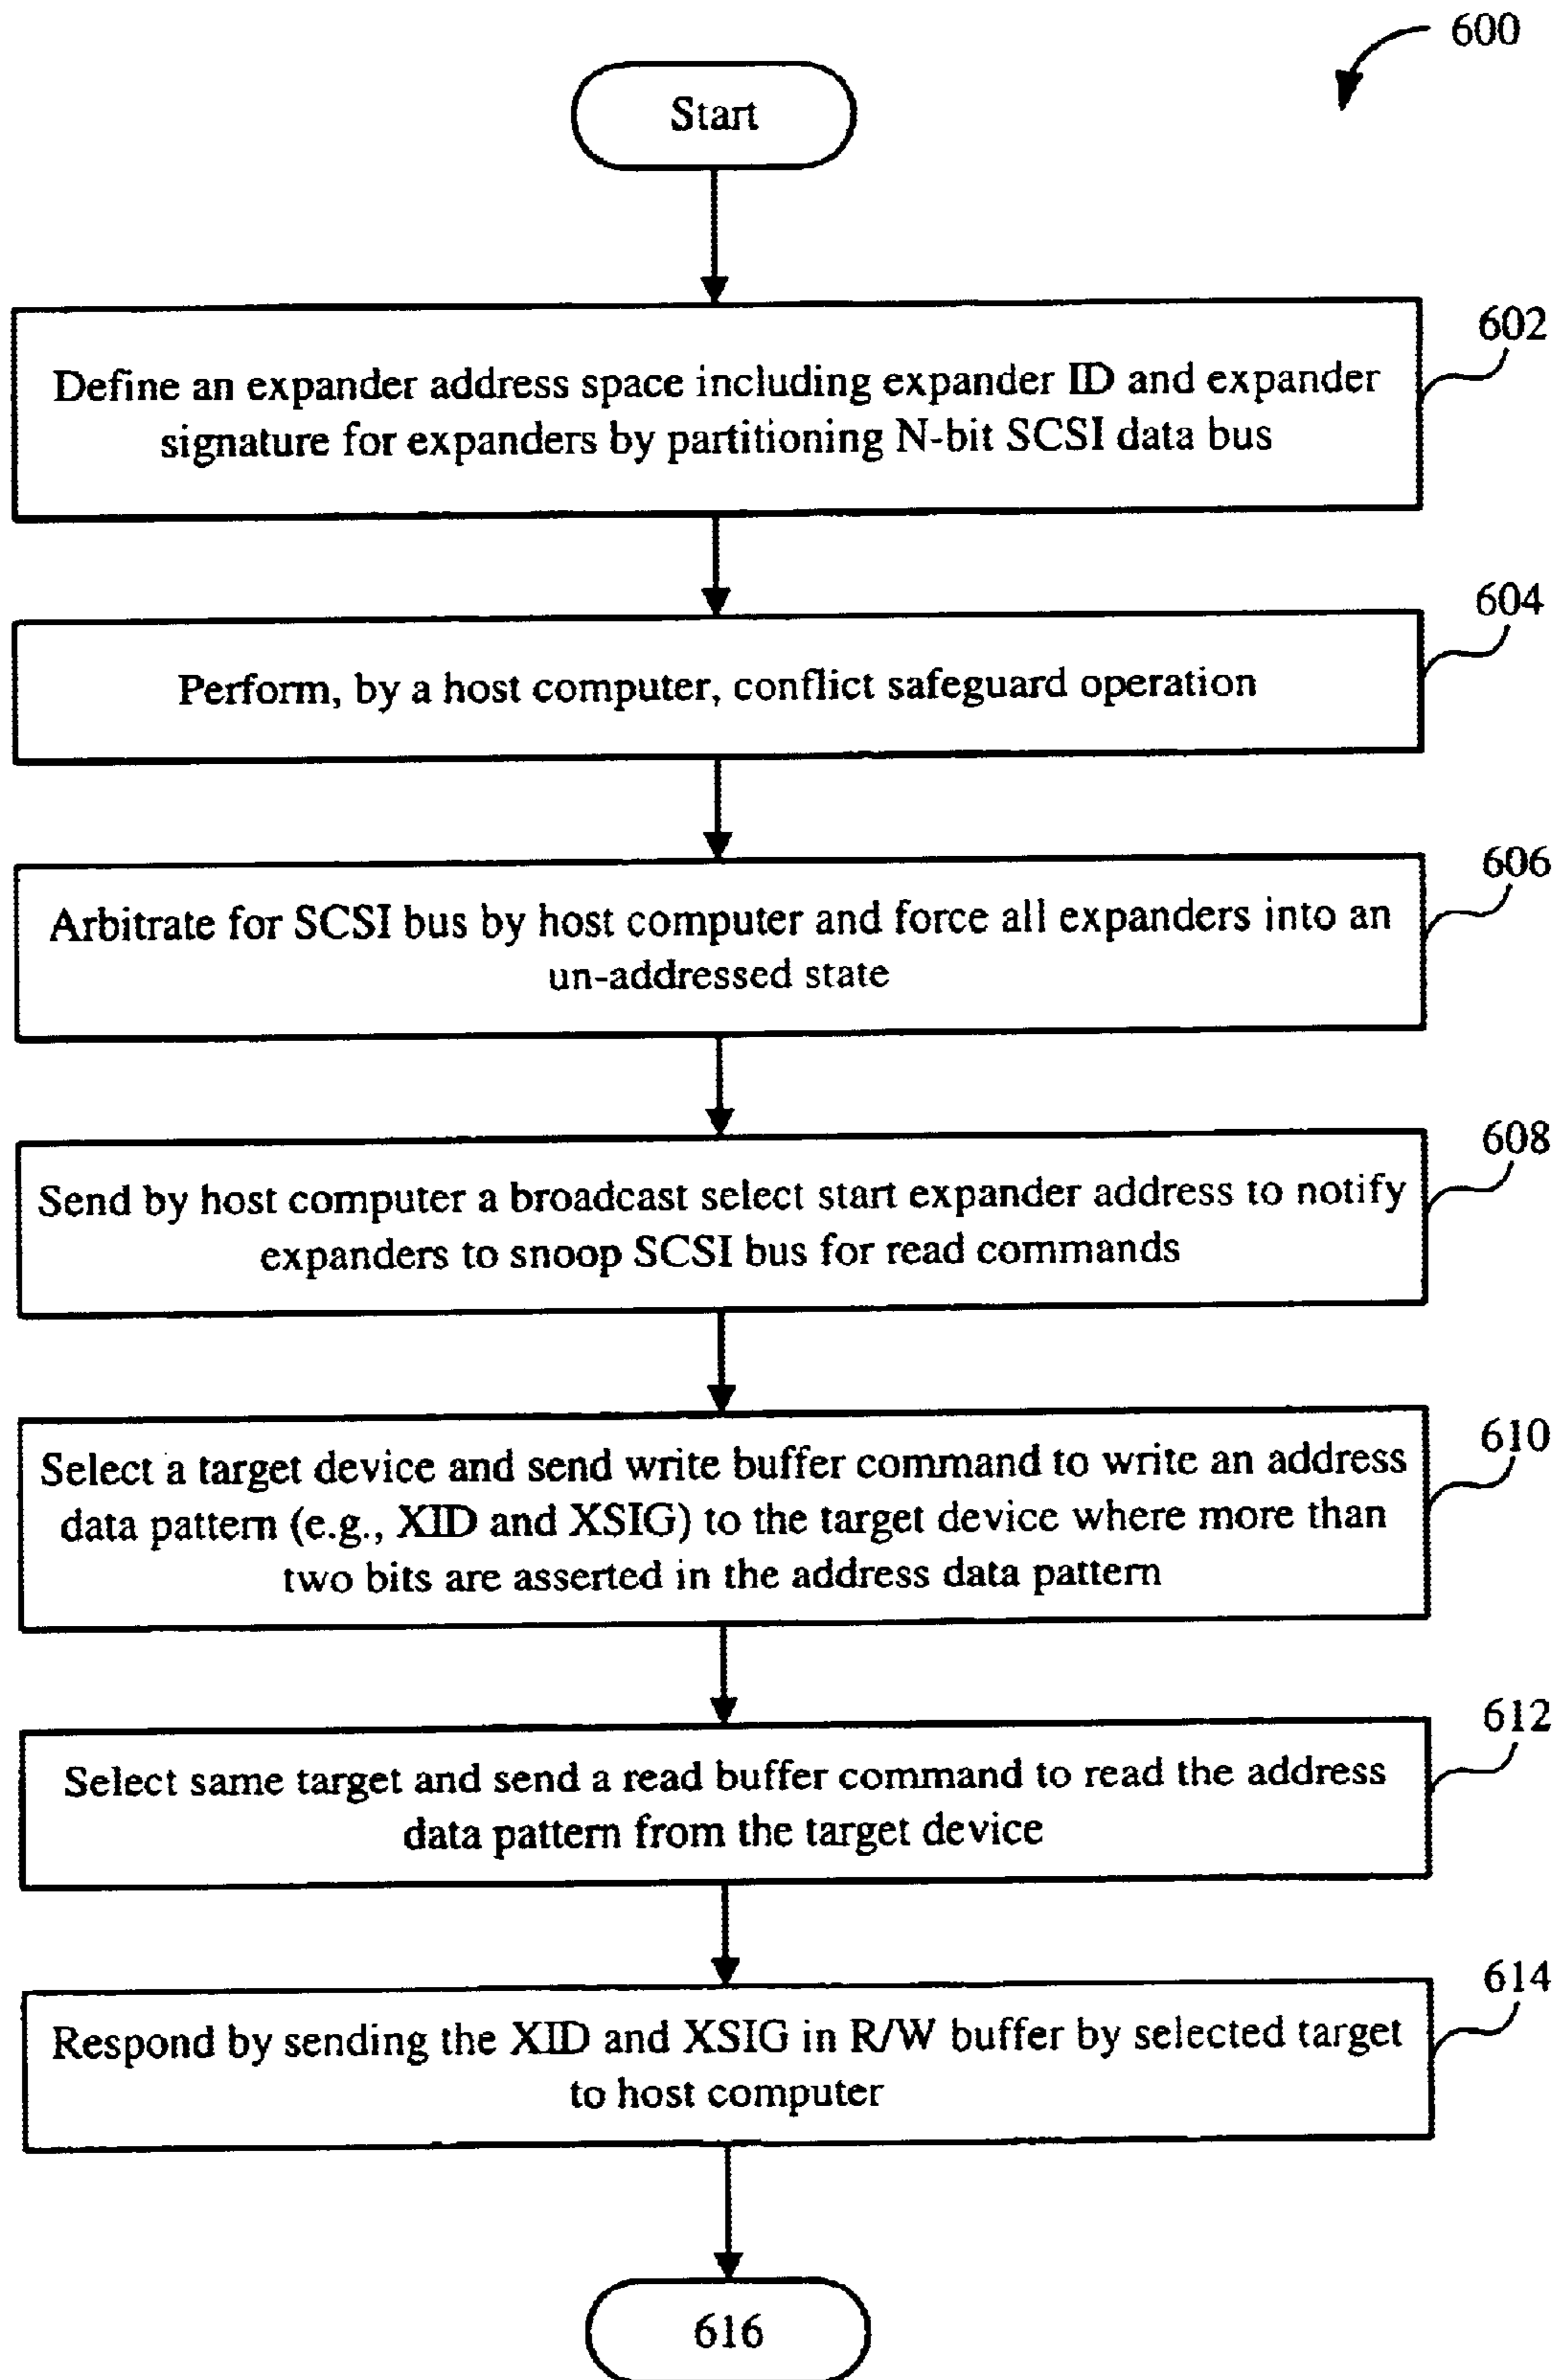 600
Start
602
Define an expander address space including expander ID and expander
signature for expanders by partitioning N-bit SCSI data bus
604
Perform, by a host computer, conflict safeguard operation
606
Arbitrate for SCSI bus by host computer and force all expanders into an
un-addressed state
608
Send by host computer a broadcast select start expander address to notify
expanders to snoop SCSI bus for read commands
610
Select a target device and send write buffer command to write an address
data pattern (e.g., XID and XSIG) to the target device where more than
two bits are asserted in the address data pattern
612
Select same target and send a read buffer command to read the address
data pattern from the target device
614
Respond by sending the XID and XSIG in R/W buffer by selected target
to host computer
616